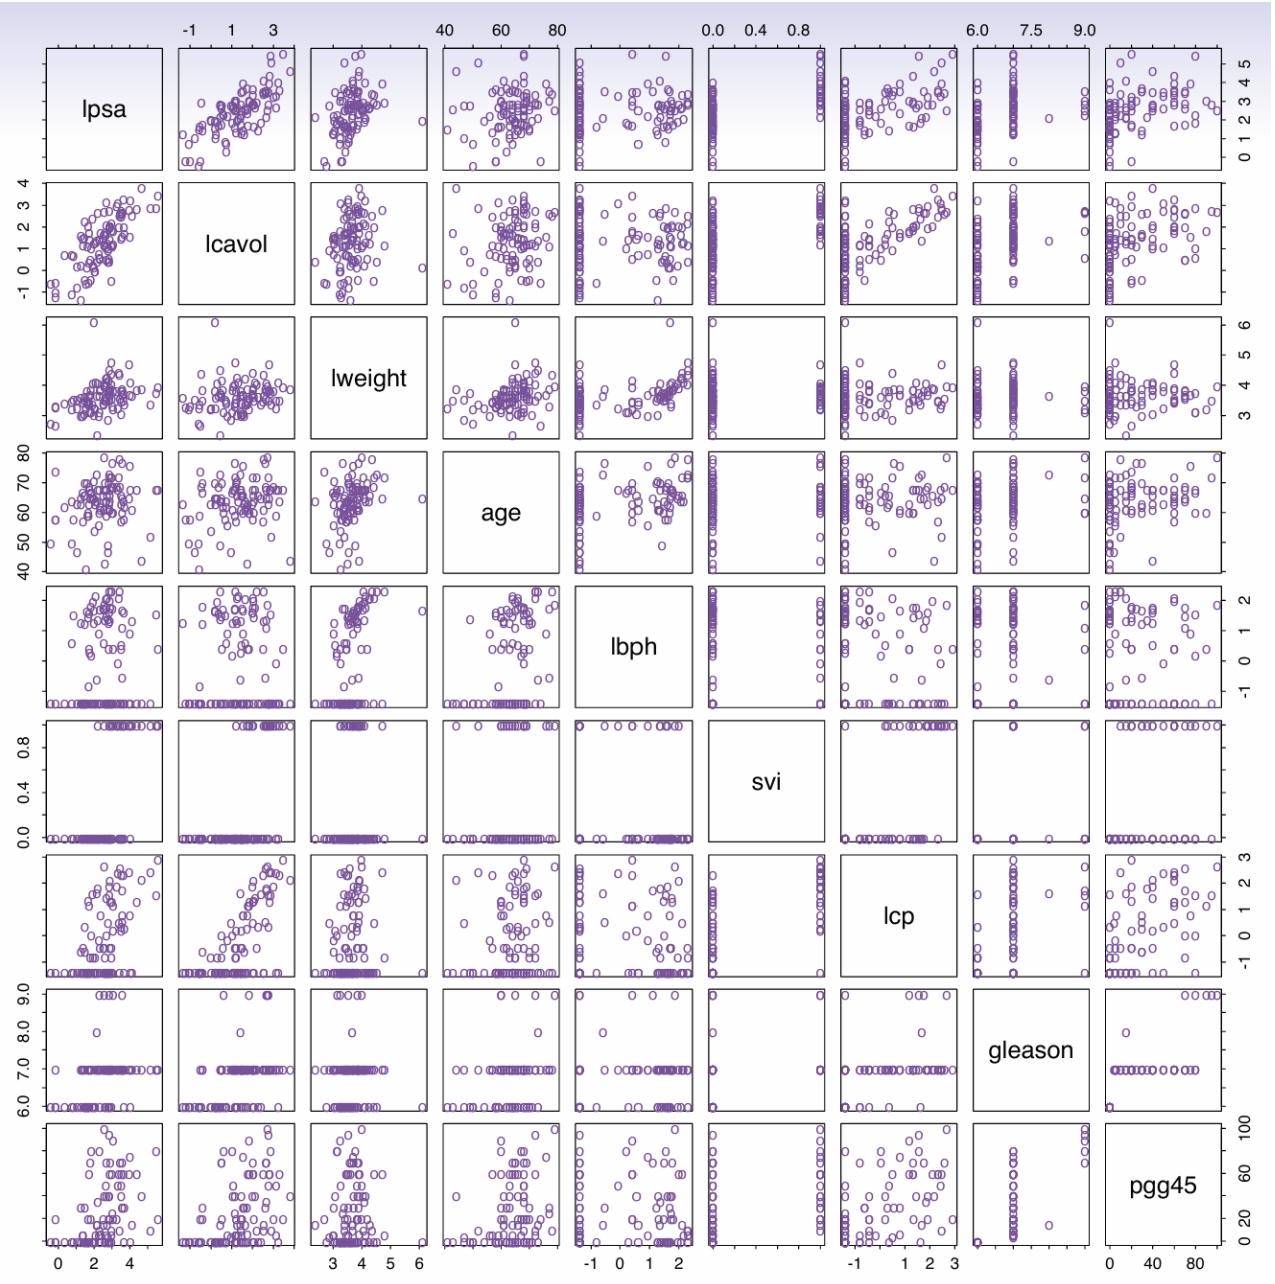 -1 1 3 40 60 80 0.0 0.4 0.8 6.0 7.5 9.0
lpsa 0 1 2 3 4 5
-1 0 1 2 3 4 lcavol
lweight 3 4 5 6
40 50 60 70 80 age
lbph -1 0 1 2
0.0 0.4 0.8 svi
lcp -1 0 1 2 3
6.0 7.0 8.0 9.0 gleason
pgg45 0 20 60 100
0 2 4 3 4 5 6 -1 0 1 2 -1 1 2 3 0 40 80